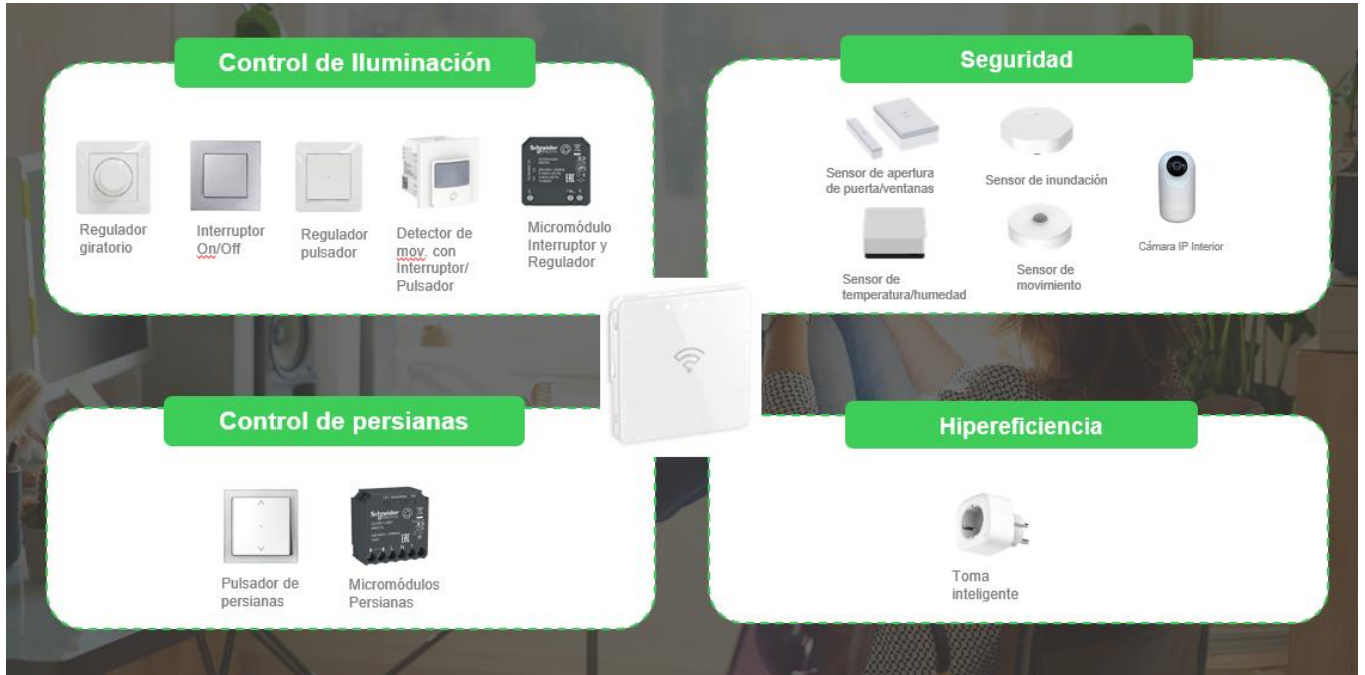 Control de Iluminación
Regulador
giratorio
Interruptor
On/Off
Regulador
pulsador
Detector de
mov. con
Interruptor/
Pulsador
Schneider
Micromódulo
Interruptor y
Regulador
Seguridad
Sensor de apertura
de puerta/ventanas
Sensor de inundación
Sensor de
temperatura/humedad
Sensor de
movimiento
Cámara IP Interior
Control de persianas
Pulsador de
persianas
Schneider
Micromódulos
Persianas
Hipereficiencia
Toma
inteligente